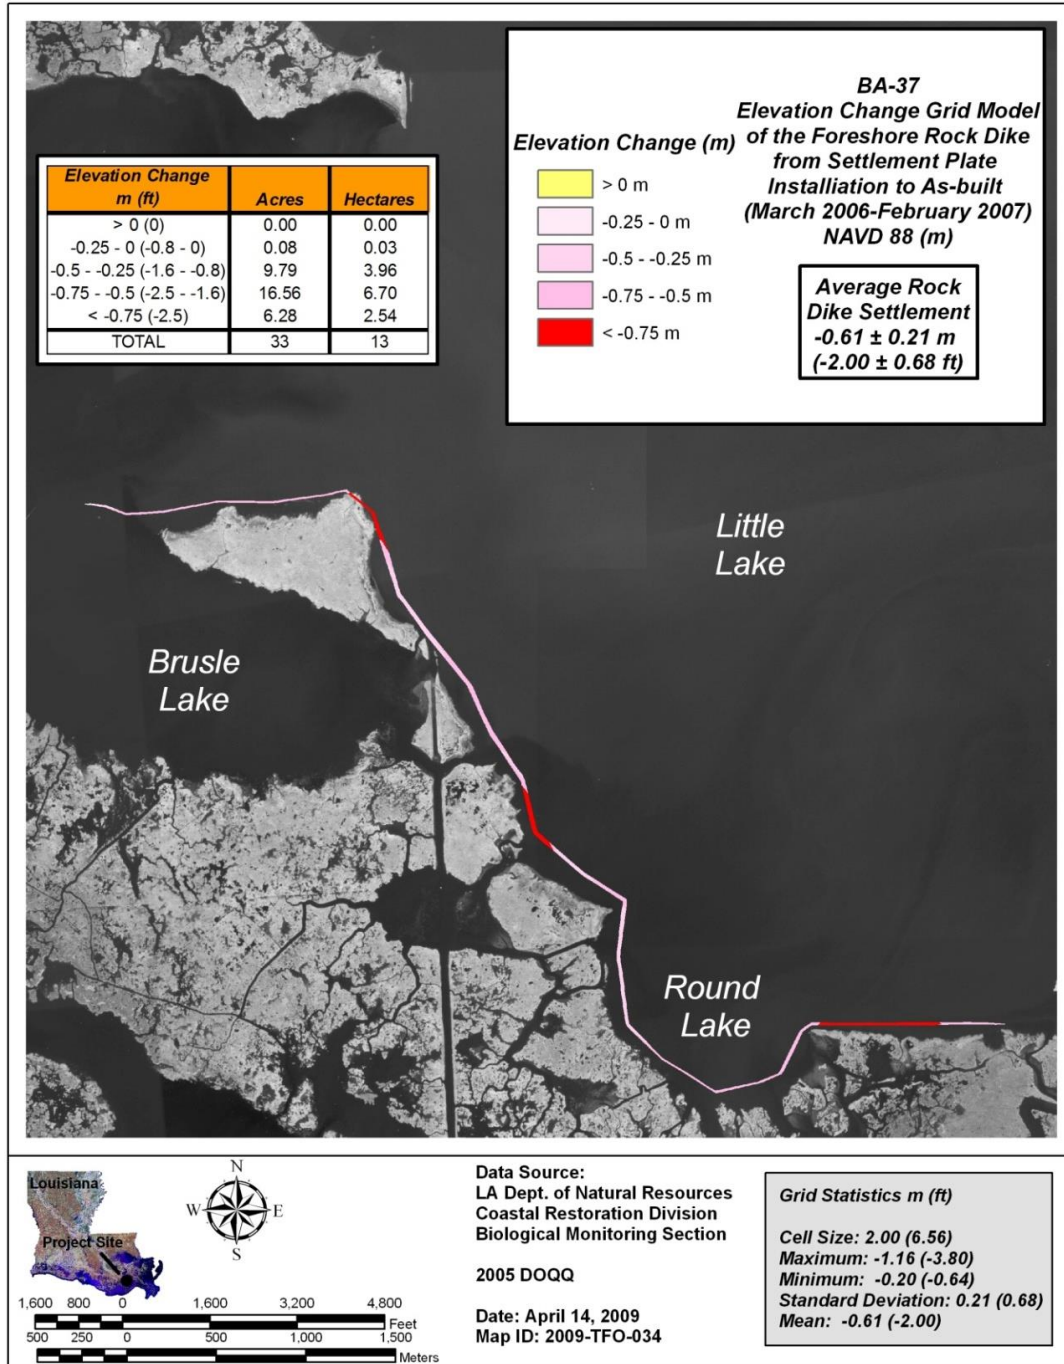 BA-37
Elevation Change Grid Model
of the Foreshore Rock Dike
from Settlement Plate
Installiation to As-built
(March 2006-February 2007)
NAVD 88 (m)
Elevation Change (m)
> 0 m
-0.25 - 0 m
-0.5 - -0.25 m
-0.75 - -0.5 m
< -0.75 m
Average Rock
Dike Settlement
-0.61 ± 0.21 m
(-2.00 ± 0.68 ft)
Elevation Change
m (ft) Acres Hectares
> 0 (0) 0.00 0.00
-0.25 - 0 (-0.8 - 0) 0.08 0.03
-0.5 - -0.25 (-1.6 - -0.8) 9.79 3.96
-0.75 - -0.5 (-2.5 - -1.6) 16.56 6.70
< -0.75 (-2.5) 6.28 2.54
TOTAL 33 13
Little
Lake
Brusle
Lake
Round
Lake
Louisiana
Project Site
N
W E
S
1,600 800 0 1,600 3,200 4,800
Feet
500 250 0 500 1,000 1,500
Meters
Data Source:
LA Dept. of Natural Resources
Coastal Restoration Division
Biological Monitoring Section
2005 DOQQ
Date: April 14, 2009
Map ID: 2009-TFO-034
Grid Statistics m (ft)
Cell Size: 2.00 (6.56)
Maximum: -1.16 (-3.80)
Minimum: -0.20 (-0.64)
Standard Deviation: 0.21 (0.68)
Mean: -0.61 (-2.00)